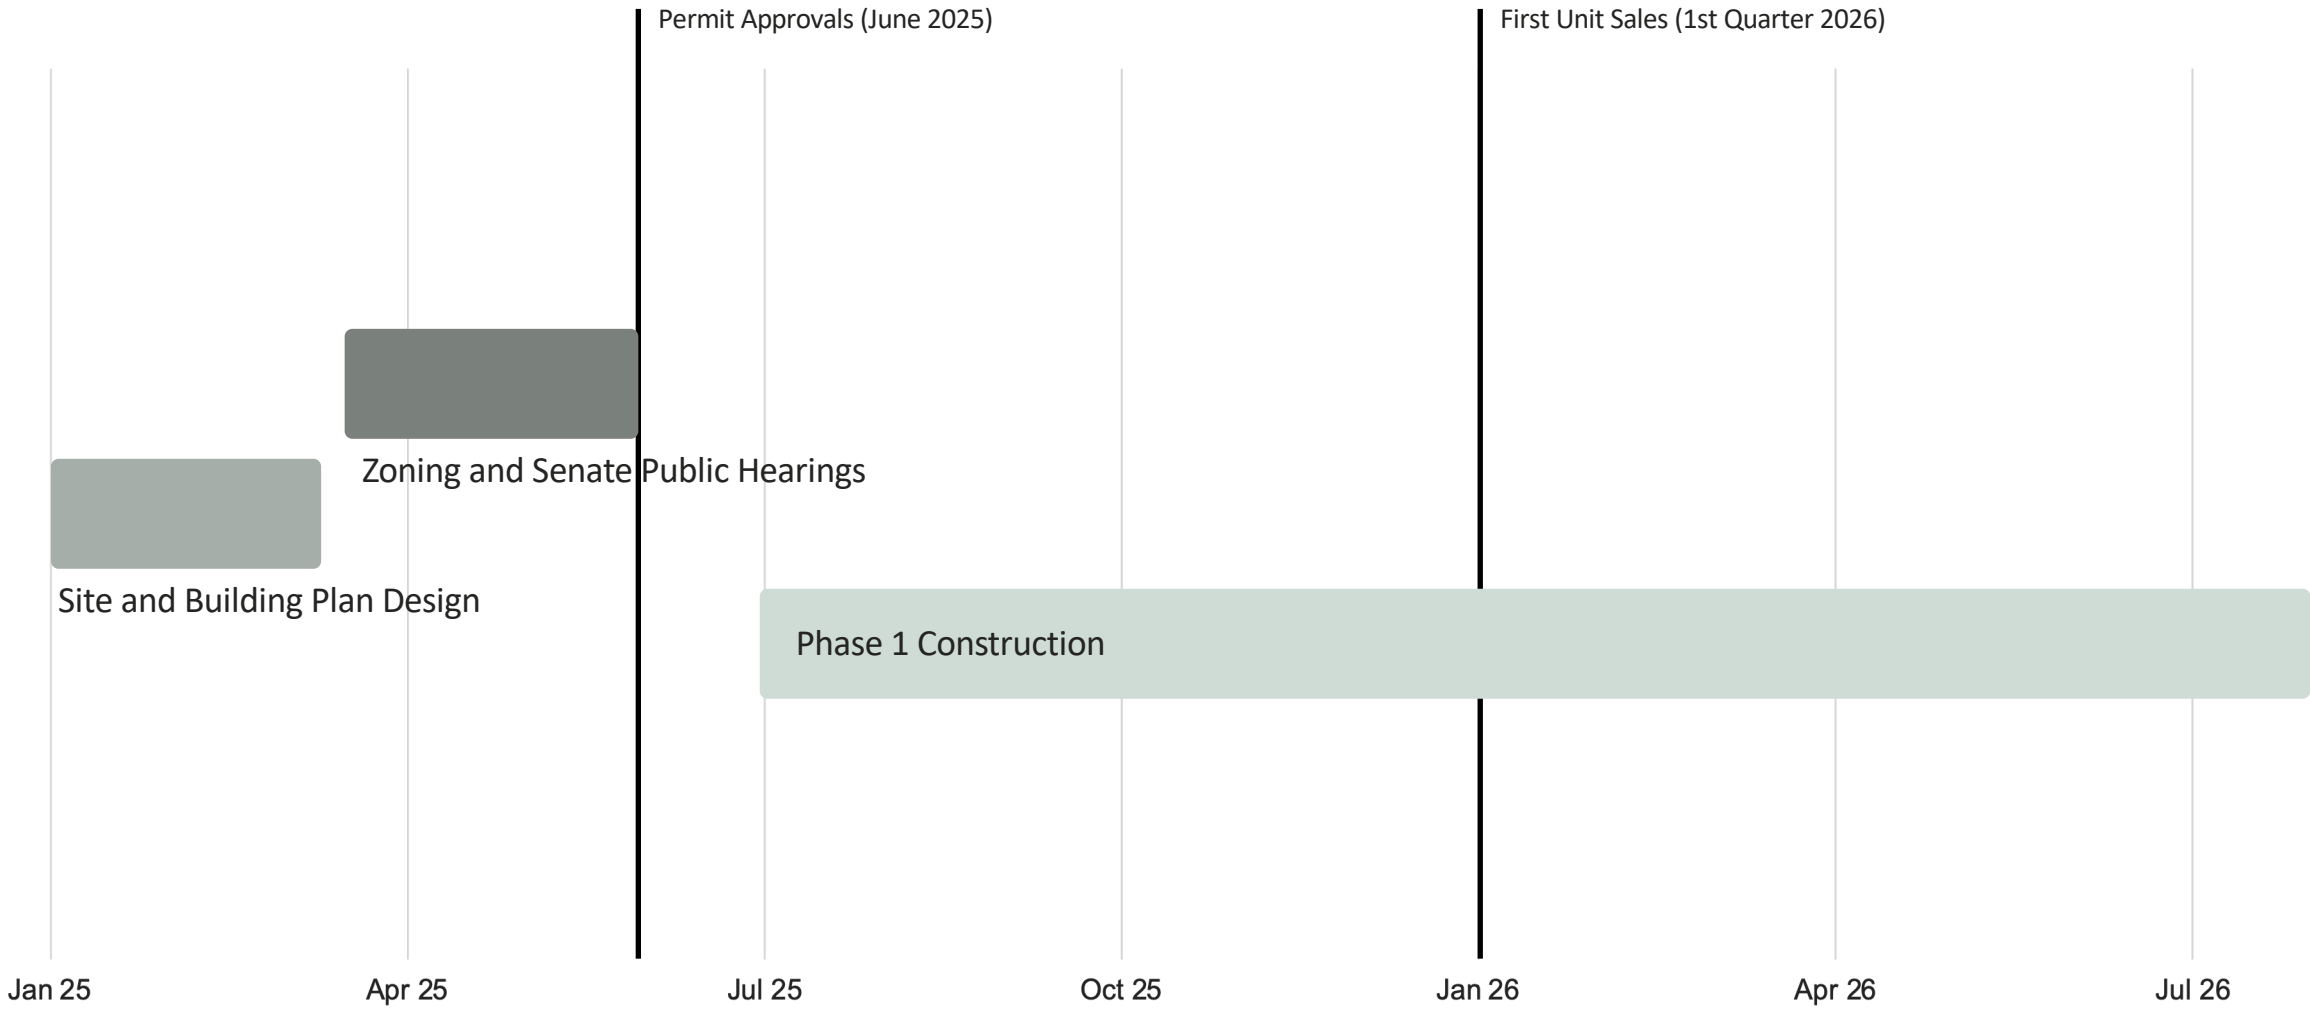 Permit Approvals (June 2025)
First Unit Sales (1st Quarter 2026)
Zoning and Senate Public Hearings
Site and Building Plan Design
Phase 1 Construction
Jan 25
Apr 25
Jul 25
Oct 25
Jan 26
Apr 26
Jul 26